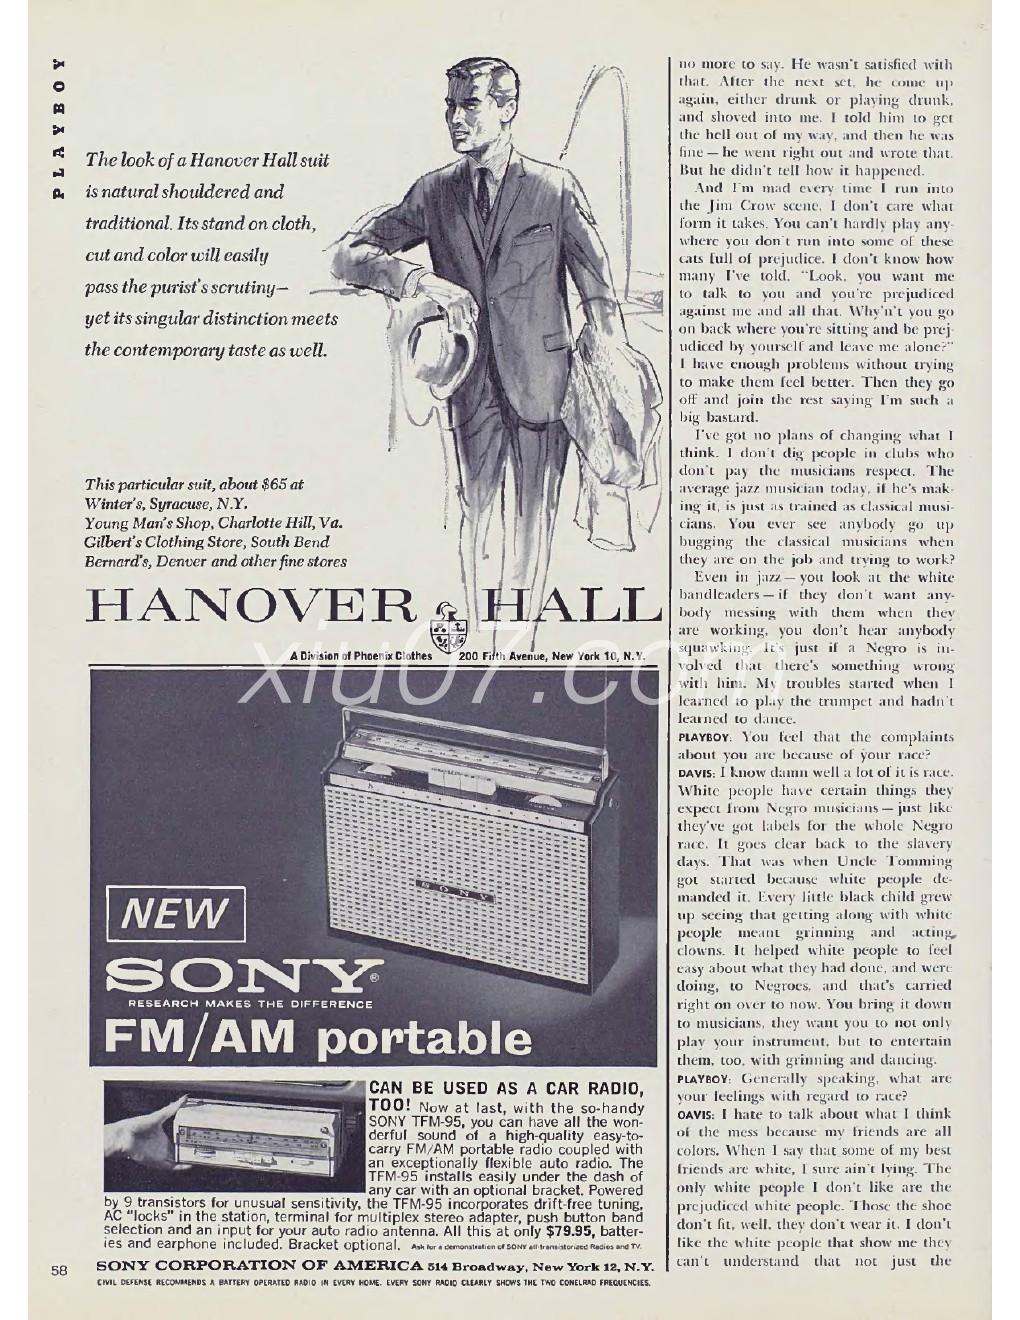 PLAYBOY
The look of a Hanover Hall suit
is natural shouldered and
traditional. Its stand on cloth,
cut and color will easily
pass the purist's scrutiny—
yet its singular distinction meets
the contemporary taste as well.
This particular suit, about $65 at
Winter's, Syracuse, N.Y.
Young Man's Shop, Charlotte Hill, Va.
Gilbert's Clothing Store, South Bend
Bernard's, Denver and other fine stores
HANOVER HALL
A Division of Phoenix Clothes 200 Fifth Avenue, New York 10, N.Y.
xiu07.com
SONY
NEW
SONY®
RESEARCH MAKES THE DIFFERENCE
FM/AM portable
CAN BE USED AS A CAR RADIO,
TOO! Now at last, with the so-handy
SONY TFM-95, you can have all the won-
derful sound of a high-quality easy-to-
carry FM/AM portable radio coupled with
an exceptionally flexible auto radio. The
TFM-95 installs easily under the dash of
any car with an optional bracket. Powered
by 9 transistors for unusual sensitivity, the TFM-95 incorporates drift-free tuning,
AC "locks" in the station, terminal for multiplex stereo adapter, push button band
selection and an input for your auto radio antenna. All this at only $79.95, batter-
ies and earphone included. Bracket optional. Ask for a demonstration of SONY all-transistorized Radios and TV.
SONY CORPORATION OF AMERICA 514 Broadway, New York 12, N.Y.
CIVIL DEFENSE RECOMMENDS A BATTERY OPERATED RADIO IN EVERY HOME. EVERY SONY RADIO CLEARLY SHOWS THE TWO CONELRAD FREQUENCIES.
58
no more to say. He wasn't satisfied with
that. After the next set, he come up
again, either drunk or playing drunk,
and shoved into me. I told him to get
the hell out of my way, and then he was
fine — he went right out and wrote that.
But he didn't tell how it happened.
And I'm mad every time I run into
the Jim Crow scene, I don't care what
form it takes. You can't hardly play any-
where you don't run into some of these
cats full of prejudice. I don't know how
many I've told, "Look, you want me
to talk to you and you're prejudiced
against me and all that. Why'n't you go
on back where you're sitting and be prej-
udiced by yourself and leave me alone?"
I have enough problems without trying
to make them feel better. Then they go
off and join the rest saying I'm such a
big bastard.
I've got no plans of changing what I
think. I don't dig people in clubs who
don't pay the musicians respect. The
average jazz musician today, if he's mak-
ing it, is just as trained as classical musi-
cians. You ever see anybody go up
bugging the classical musicians when
they are on the job and trying to work?
Even in jazz — you look at the white
bandleaders — if they don't want any-
body messing with them when they
are working, you don't hear anybody
squawking. It's just if a Negro is in-
volved that there's something wrong
with him. My troubles started when I
learned to play the trumpet and hadn't
learned to dance.
PLAYBOY: You feel that the complaints
about you are because of your race?
DAVIS: I know damn well a lot of it is race.
White people have certain things they
expect from Negro musicians — just like
they've got labels for the whole Negro
race. It goes clear back to the slavery
days. That was when Uncle Tomming
got started because white people de-
manded it. Every little black child grew
up seeing that getting along with white
people meant grinning and acting
clowns. It helped white people to feel
easy about what they had done, and were
doing, to Negroes, and that's carried
right on over to now. You bring it down
to musicians, they want you to not only
play your instrument, but to entertain
them, too, with grinning and dancing.
PLAYBOY: Generally speaking, what are
your feelings with regard to race?
DAVIS: I hate to talk about what I think
of the mess because my friends are all
colors. When I say that some of my best
friends are white, I sure ain't lying. The
only white people I don't like are the
prejudiced white people. Those the shoe
don't fit, well, they don't wear it. I don't
like the white people that show me they
can't understand that not just the